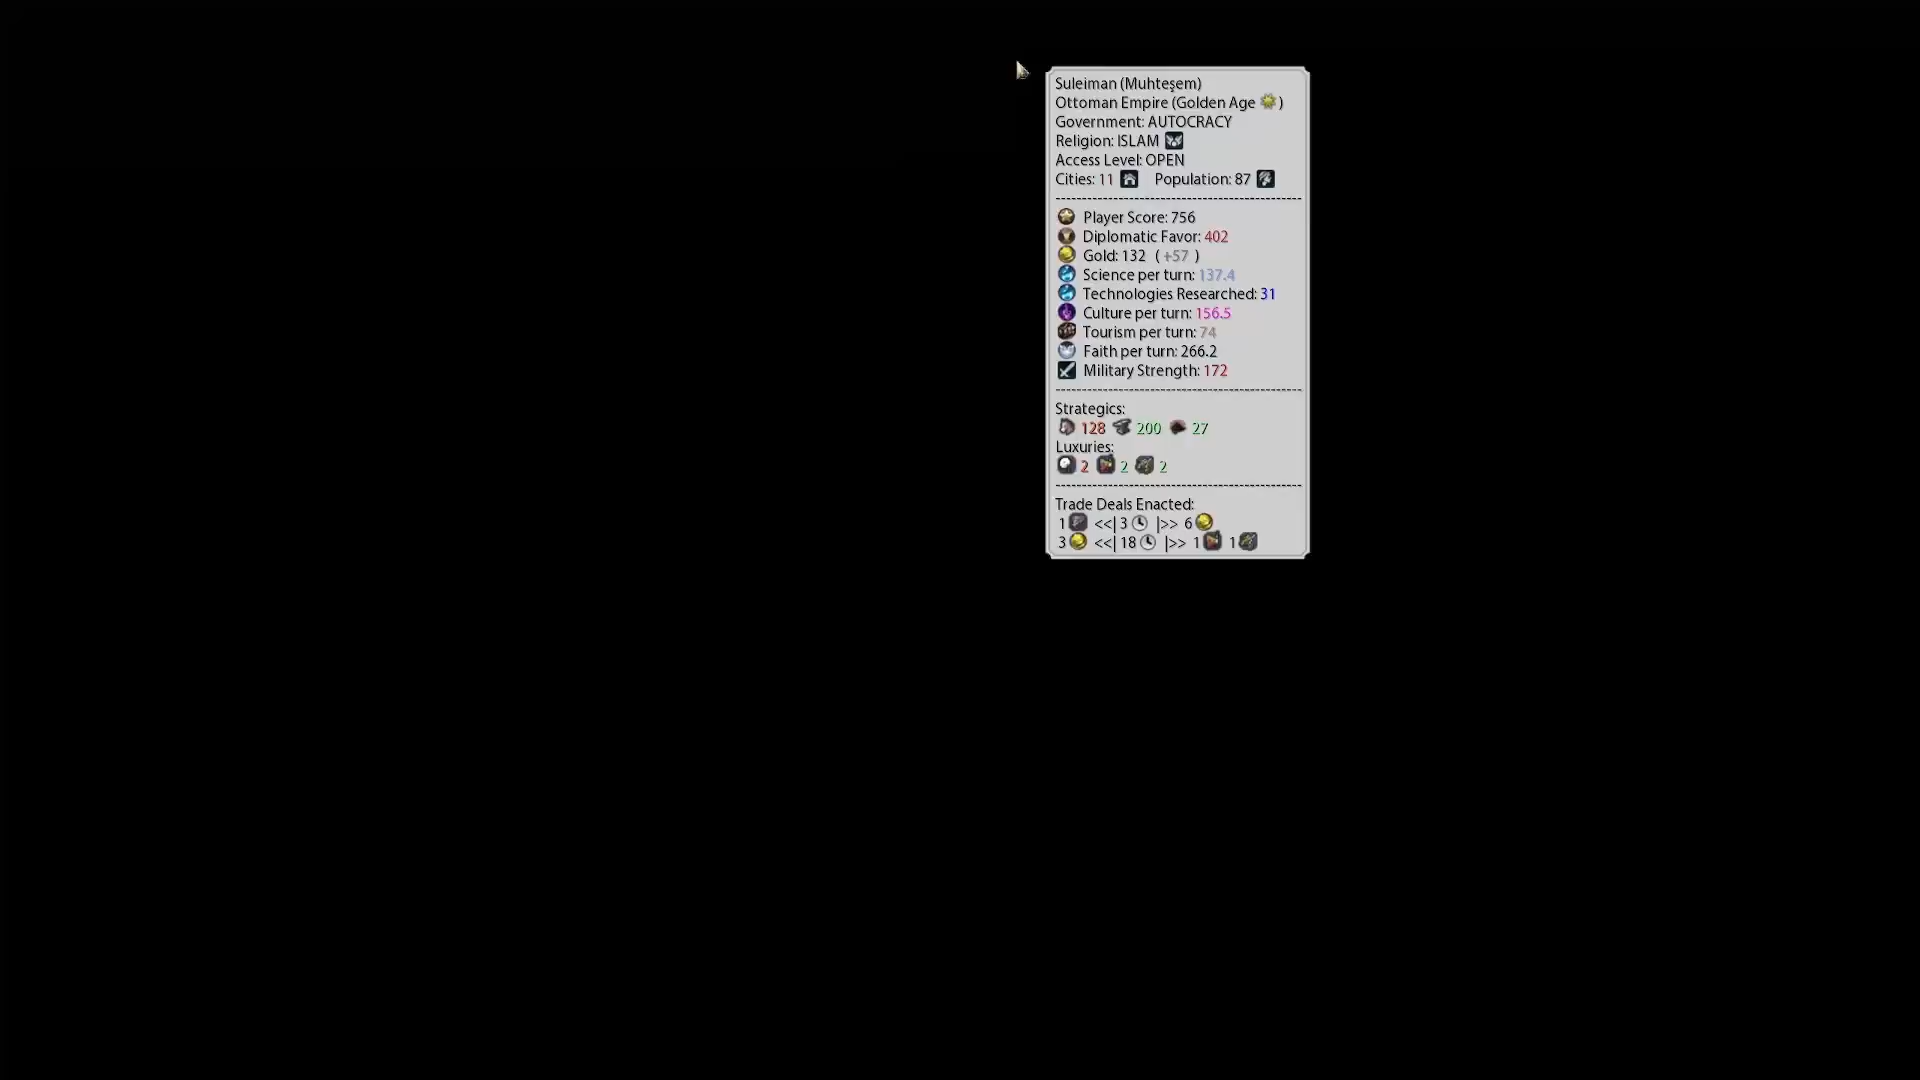 Suleiman (Muhteşem)
Ottoman Empire (Golden Age )
Government: AUTOCRACY
Religion: ISLAM
Access Level: OPEN
Cities: 11 Population: 87
Player Score: 756
Diplomatic Favor: 402
Gold: 132 ( +57 )
Science per turn: 137.4
Technologies Researched: 31
Culture per turn: 156.5
Tourism per turn: 74
Faith per turn: 266.2
Military Strength: 172
Strategics:
128 200 27
Luxuries:
2 2 2
Trade Deals Enacted:
1 <<| 3 |>> 6
3 <<| 18 |>> 1 1